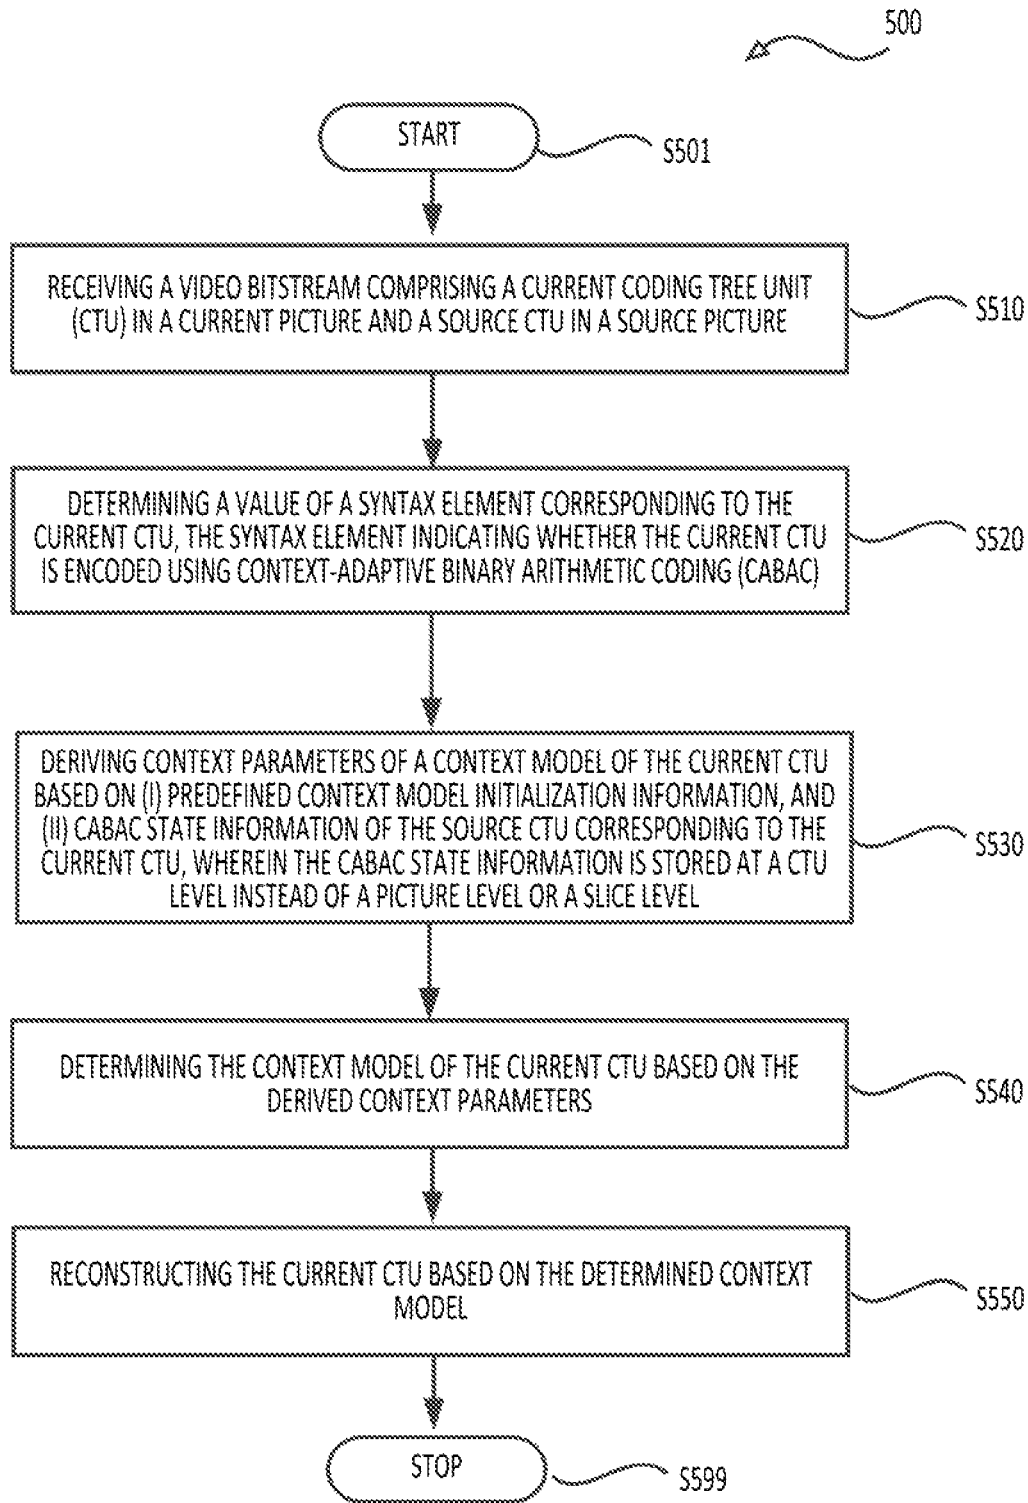 500
START
S501
RECEIVING A VIDEO BITSTREAM COMPRISING A CURRENT CODING TREE UNIT
(CTU) IN A CURRENT PICTURE AND A SOURCE CTU IN A SOURCE PICTURE
S510
DETERMINING A VALUE OF A SYNTAX ELEMENT CORRESPONDING TO THE
CURRENT CTU, THE SYNTAX ELEMENT INDICATING WHETHER THE CURRENT CTU
IS ENCODED USING CONTEXT-ADAPTIVE BINARY ARITHMETIC CODING (CABAC)
S520
DERIVING CONTEXT PARAMETERS OF A CONTEXT MODEL OF THE CURRENT CTU
BASED ON (I) PREDEFINED CONTEXT MODEL INITIALIZATION INFORMATION, AND
(II) CABAC STATE INFORMATION OF THE SOURCE CTU CORRESPONDING TO THE
CURRENT CTU, WHEREIN THE CABAC STATE INFORMATION IS STORED AT A CTU
LEVEL INSTEAD OF A PICTURE LEVEL OR A SLICE LEVEL
S530
DETERMINING THE CONTEXT MODEL OF THE CURRENT CTU BASED ON THE
DERIVED CONTEXT PARAMETERS
S540
RECONSTRUCTING THE CURRENT CTU BASED ON THE DETERMINED CONTEXT
MODEL
S550
STOP
S599